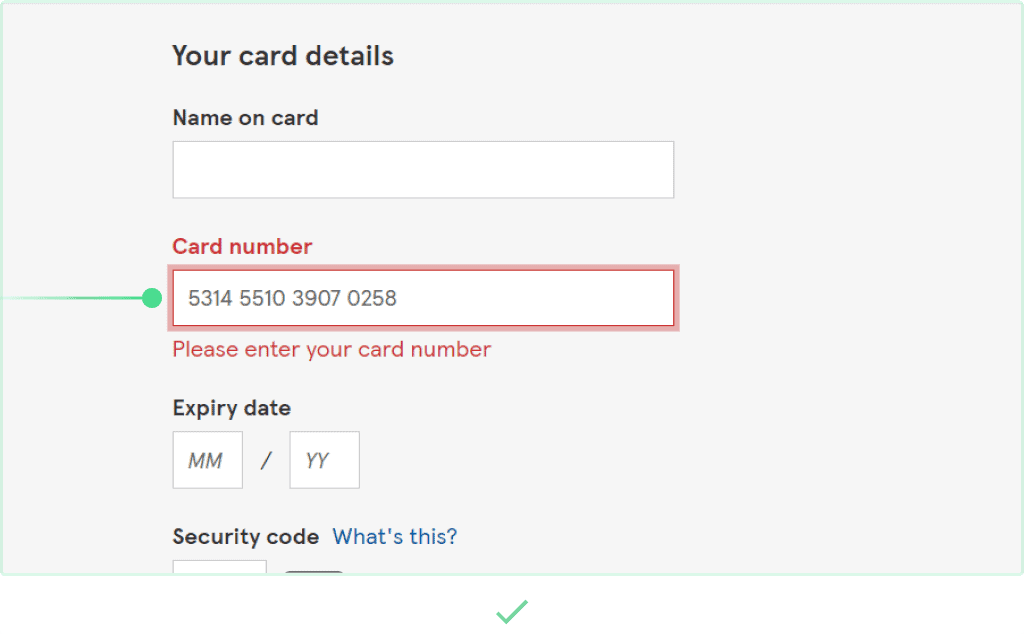 Your card details
Name on card
Card number
5314 5510 3907 0258
Please enter your card number
Expiry date
MM / YY
Security code What's this?